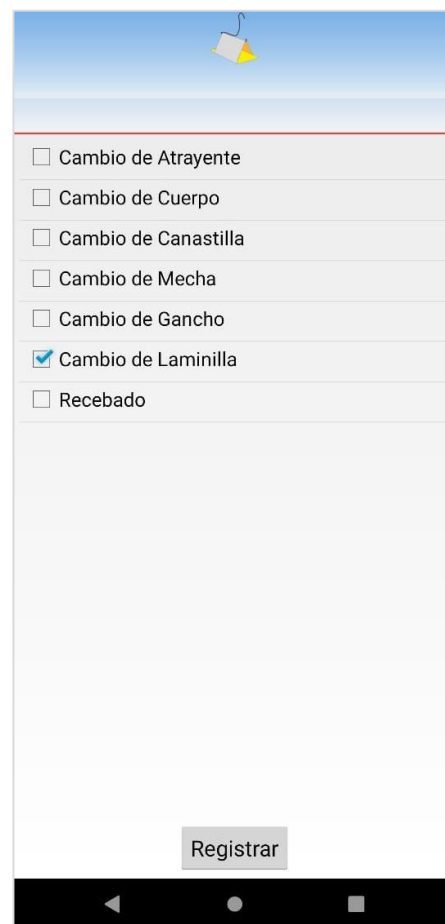 Cambio de Atrayente
Cambio de Cuerpo
Cambio de Canastilla
Cambio de Mecha
Cambio de Gancho
Cambio de Laminilla
Recebado
Registrar